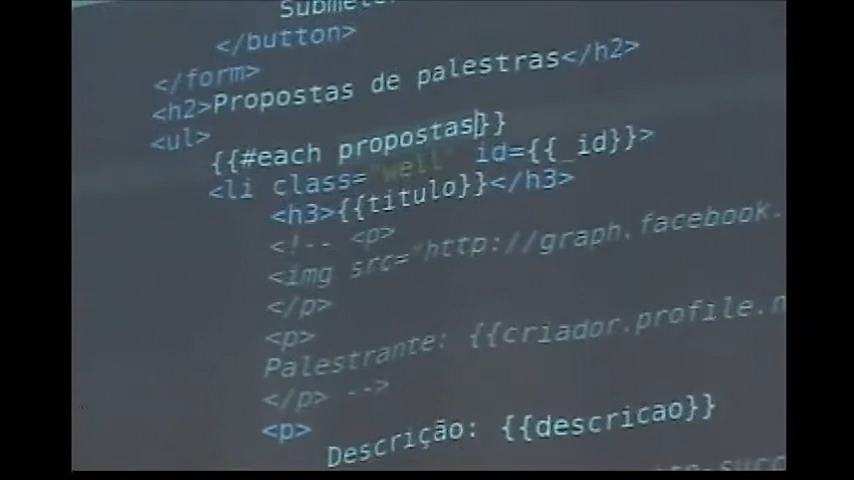 </button>
</form>
<h2>Propostas de palestras</h2>
<ul>
{{#each propostas}}
<li class="well" id={{_id}}>
<h3>{{titulo}}</h3>
<!-- <p>
<img src="http://graph.facebook.
</p>
<p>
Palestrante: {{criador.profile.n
</p> -->
<p>
Descrição: {{descricao}}